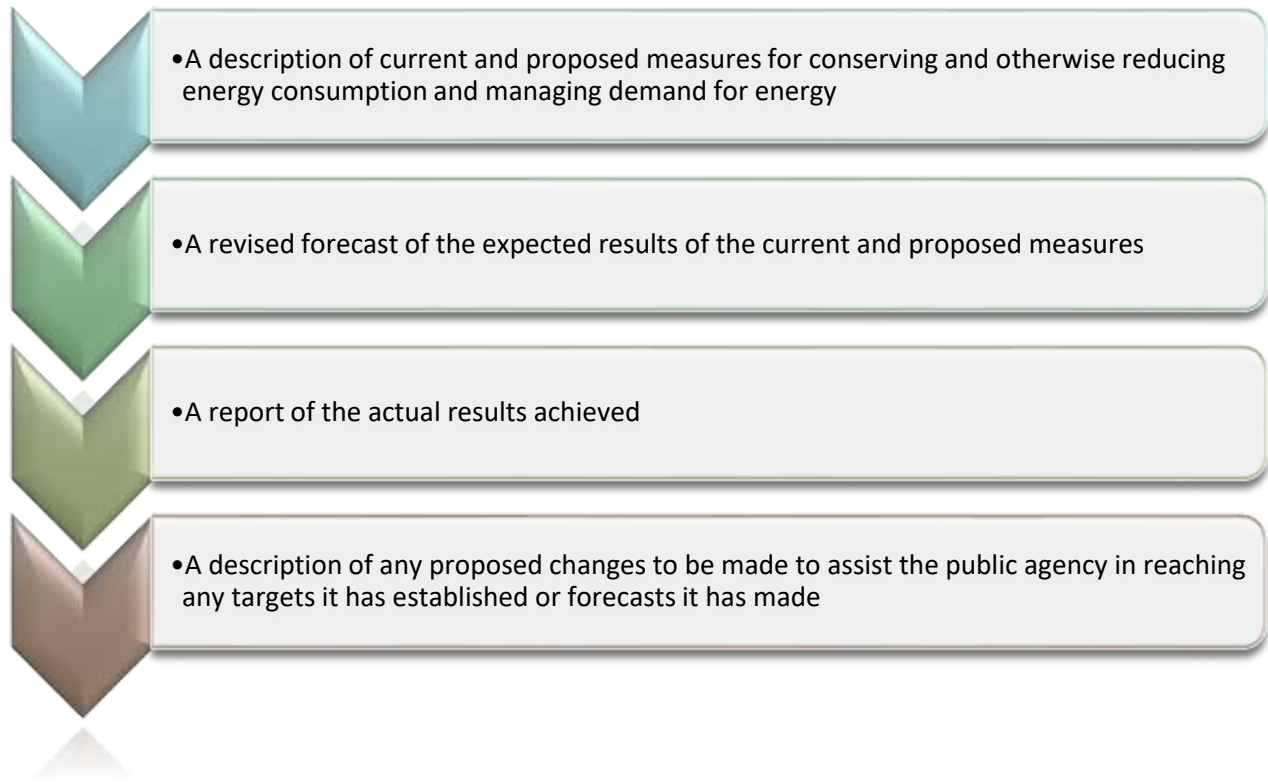 •A description of current and proposed measures for conserving and otherwise reducing
energy consumption and managing demand for energy
•A revised forecast of the expected results of the current and proposed measures
•A report of the actual results achieved
•A description of any proposed changes to be made to assist the public agency in reaching
any targets it has established or forecasts it has made